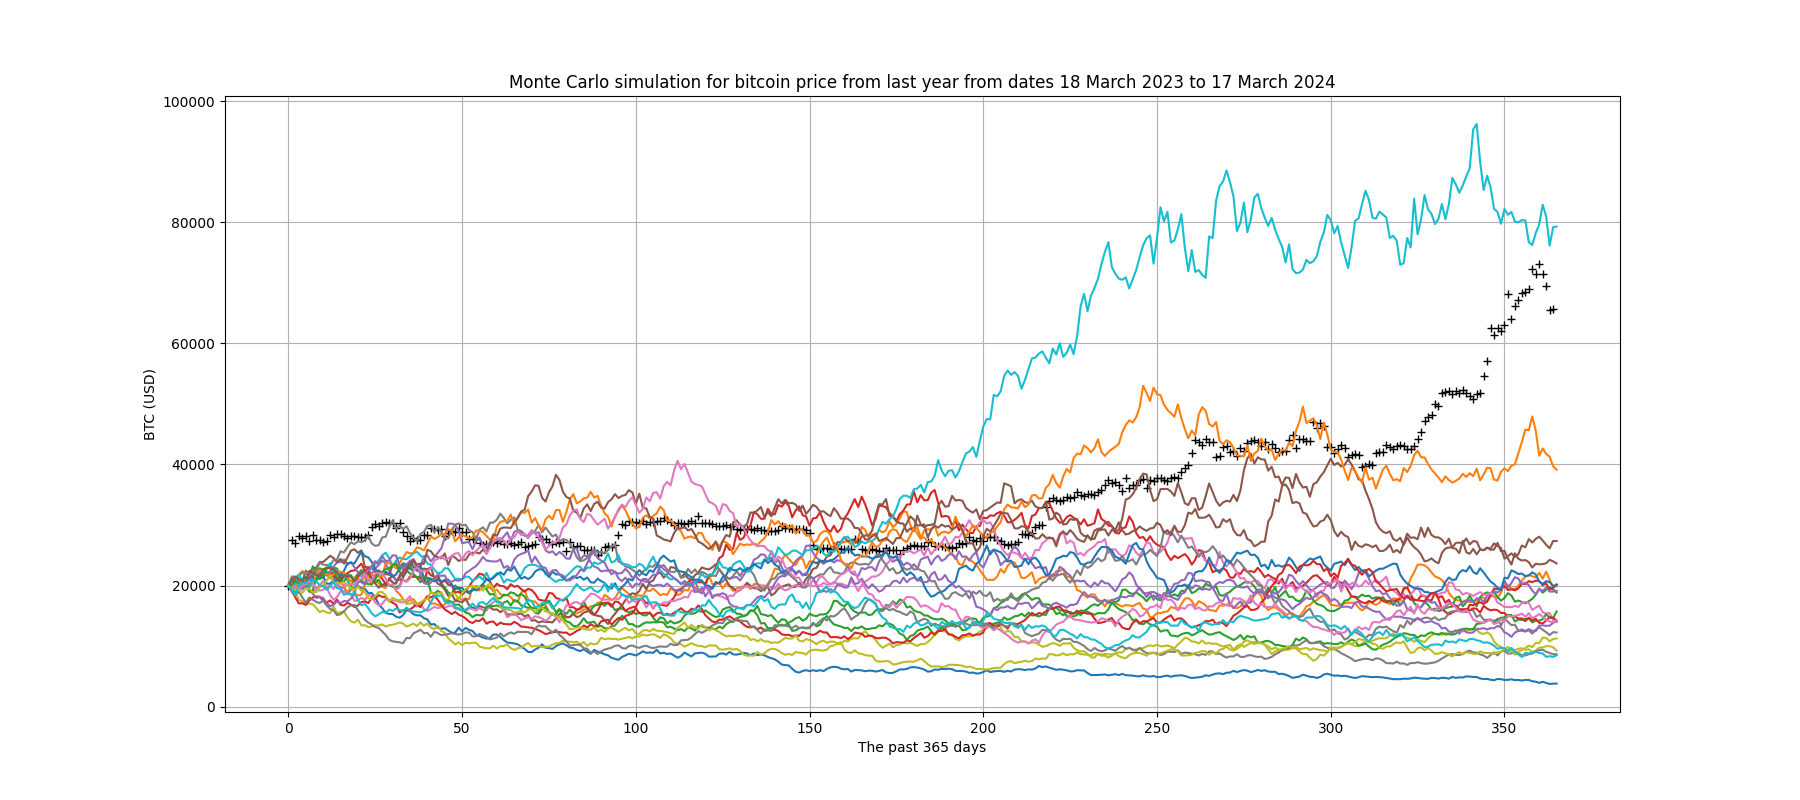 Monte Carlo simulation for bitcoin price from last year from dates 18 March 2023 to 17 March 2024
100000
80000
60000
40000
20000
0
BTC (USD)
0 50 100 150 200 250 300 350
The past 365 days